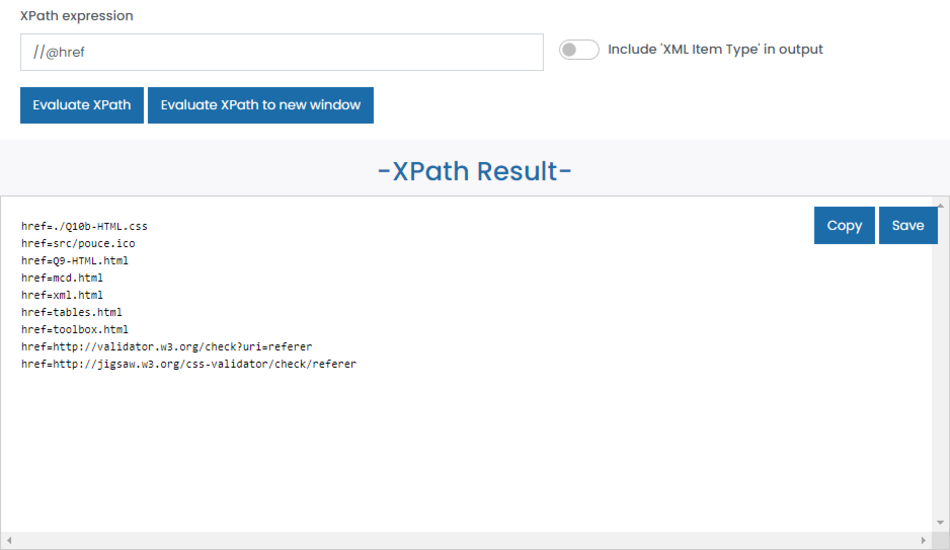 XPath expression
//@href
Include 'XML Item Type' in output
Evaluate XPath
Evaluate XPath to new window
-XPath Result-
Copy
Save
href=./Q10b-HTML.css
href=src/pouce.ico
href=Q9-HTML.html
href=mcd.html
href=xml.html
href=tables.html
href=toolbox.html
href=http://validator.w3.org/check?uri=referer
href=http://jigsaw.w3.org/css-validator/check/referer